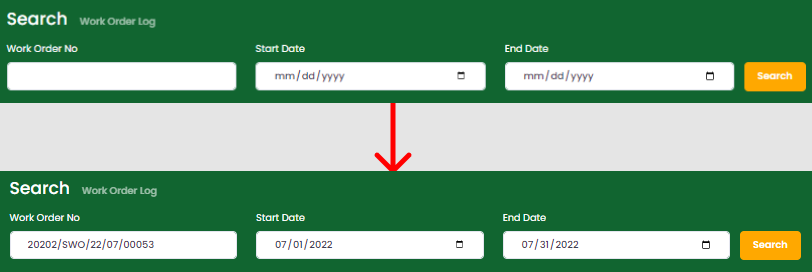 Search Work Order Log
Work Order No Start Date End Date
mm/dd/yyyy mm/dd/yyyy Search
Search Work Order Log
Work Order No Start Date End Date
20202/SWO/22/07/00053 07/01/2022 07/31/2022 Search